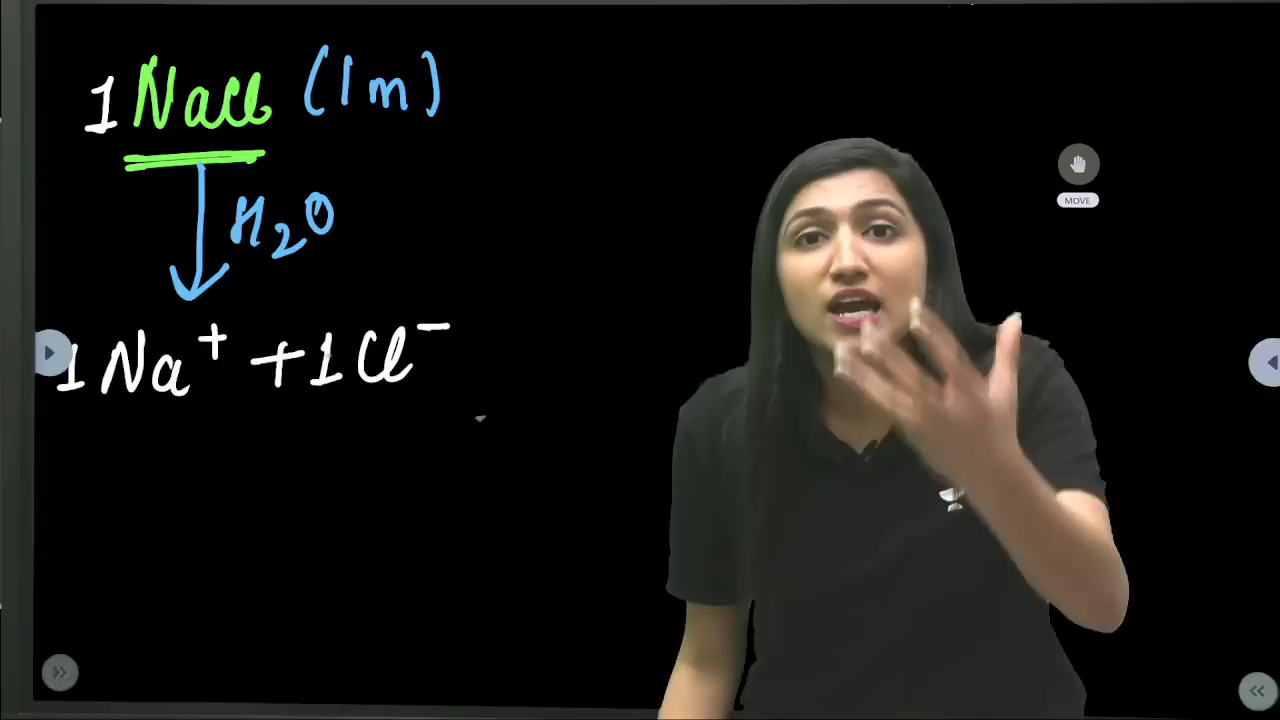 1 NaCl (1m)
H₂O
1 Na⁺ + 1 Cl⁻
MOVE